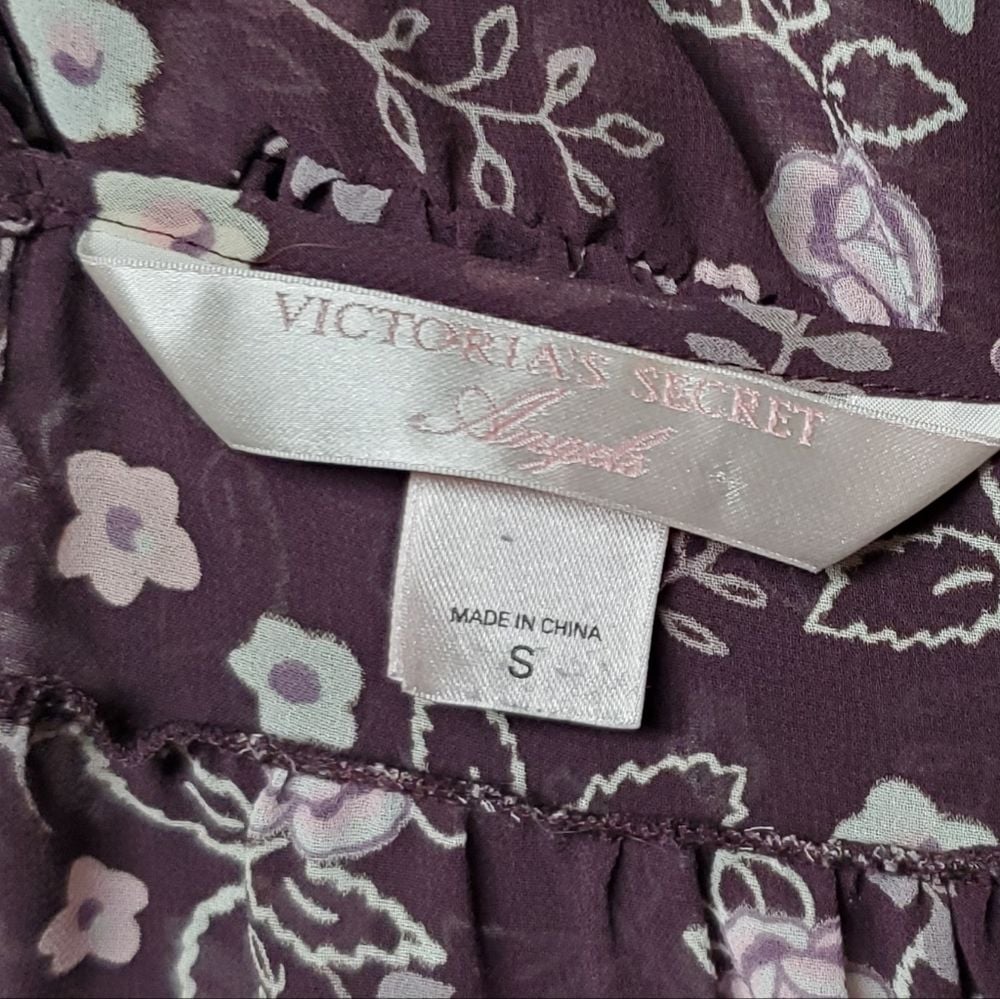 VICTORIA'S SECRET
Angels
MADE IN CHINA
S